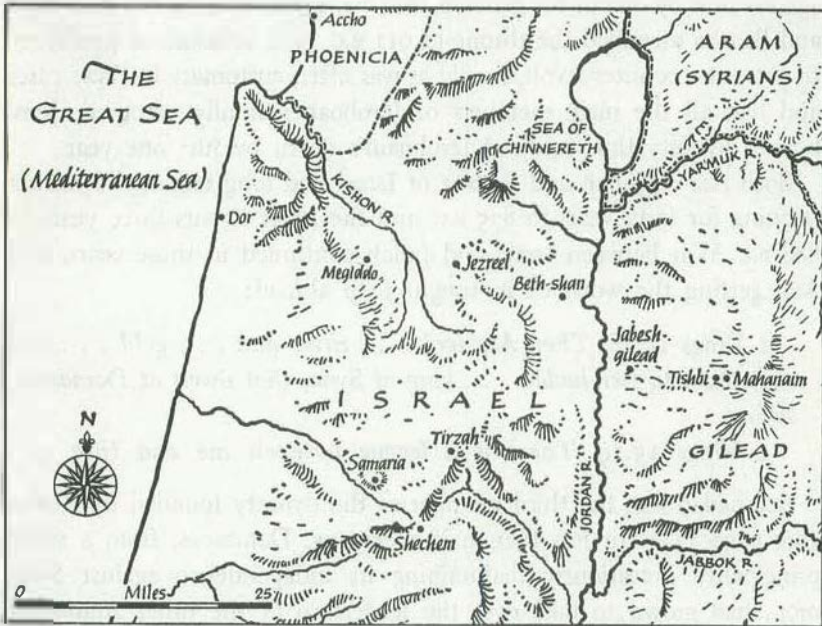 Accho
PHOENICIA
ARAM
(SYRIANS)
THE
GREAT SEA
(Mediterranean Sea)
SEA OF
CHINNERETH
YARMUK R.
KISHON R.
Dor
Megiddo
Jezreel
Beth-shan
Jabesh
gilead
Tishbi
Mahanaim
ISRAEL
N
Tirzah
Samaria
GILEAD
JORDAN R.
Shechem
JABBOK R.
0 Miles 25